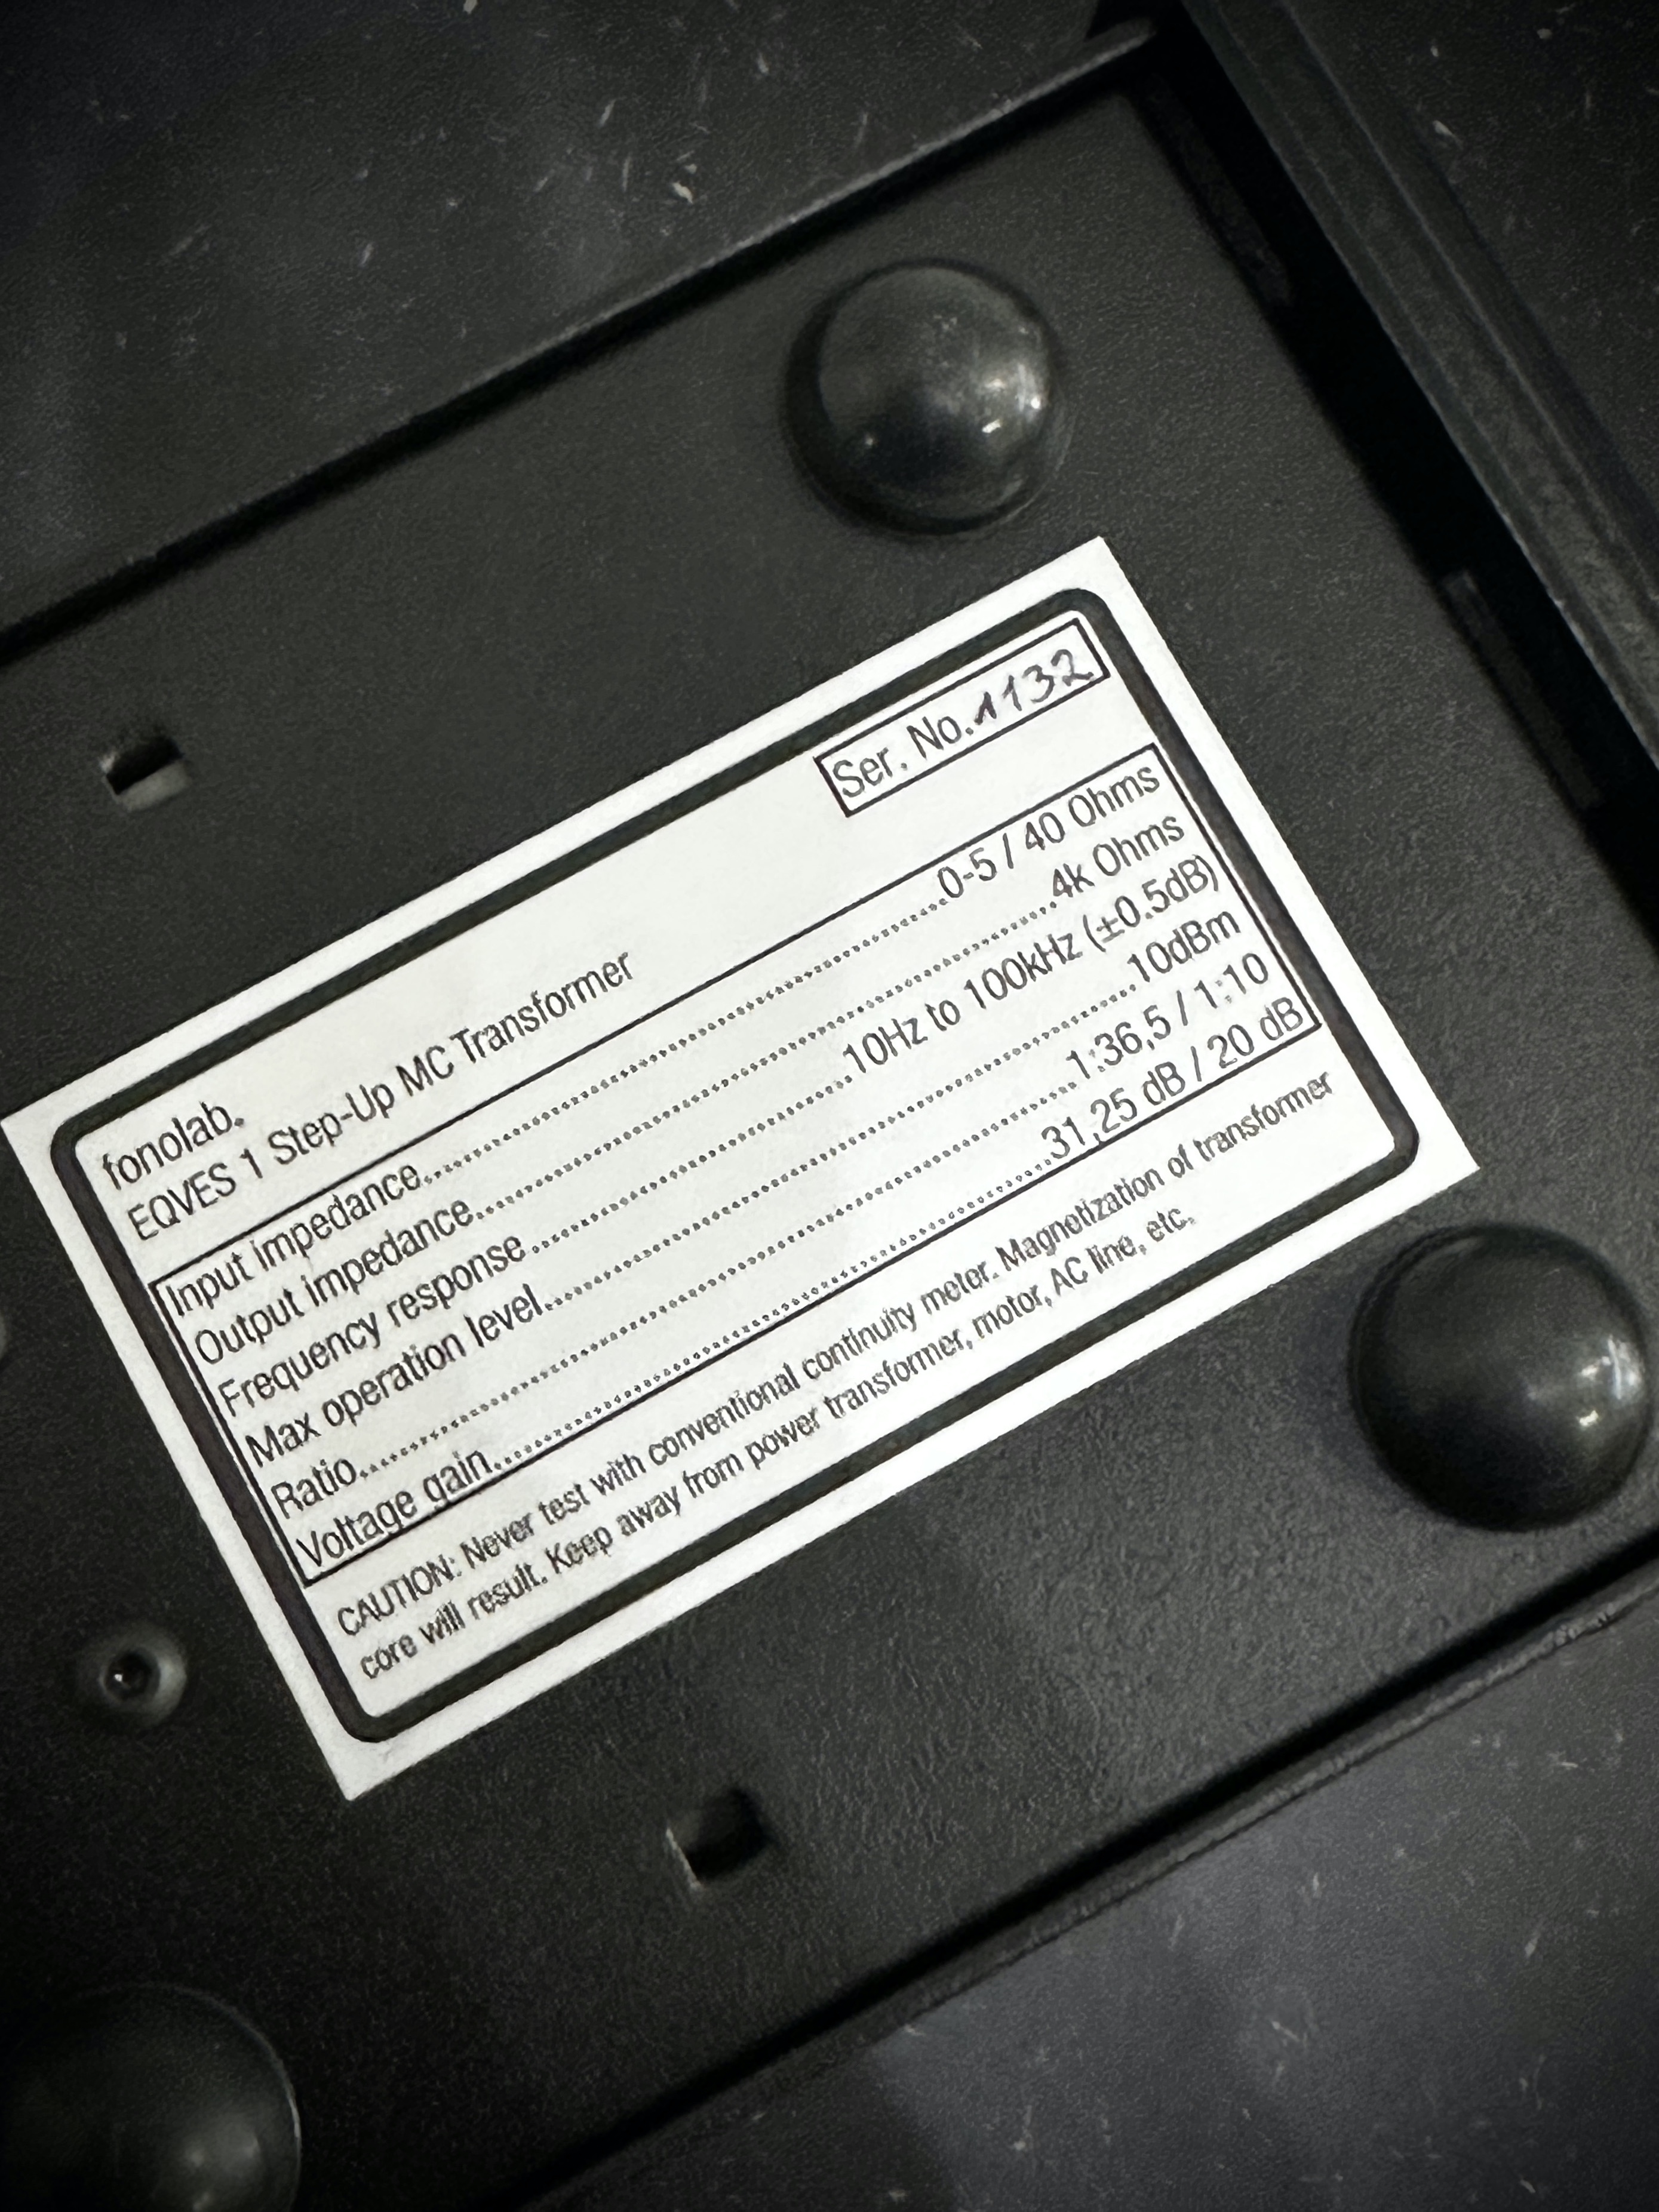 Ser. No. 1132
fonolab.
EQVES 1 Step-Up MC Transformer
Input impedance....................0-5 / 40 Ohms
Output impedance....................4k Ohms
Frequency response....................10Hz to 100kHz (±0.5dB)
Max operation level....................10dBm
Ratio....................1:36,5 / 1:10
Voltage gain....................31,25 dB / 20 dB
CAUTION: Never test with conventional continuity meter. Magnetization of transformer
core will result. Keep away from power transformer, motor, AC line, etc.